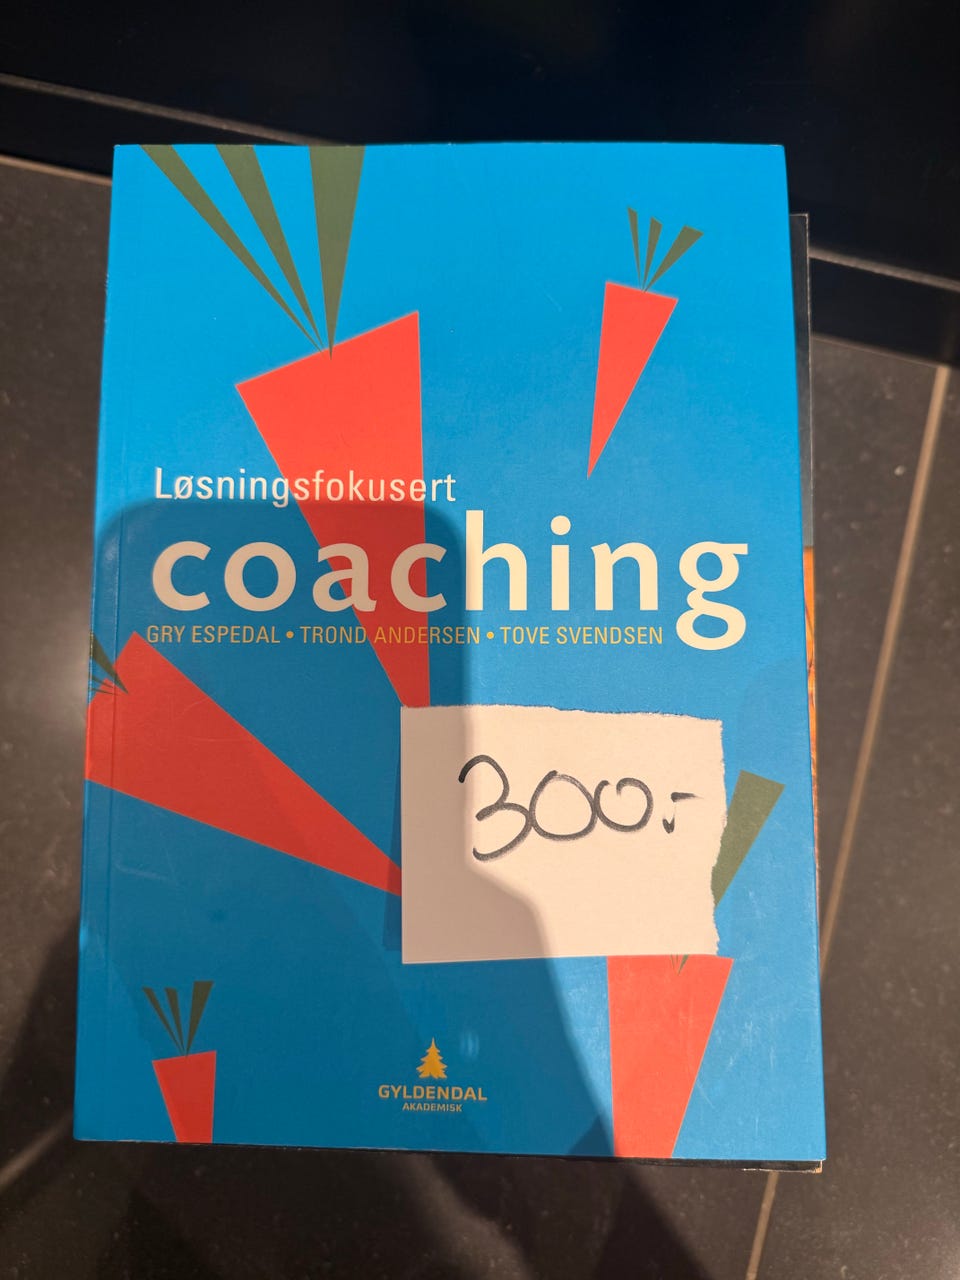 Løsningsfokusert
coaching
GRY ESPEDAL • TROND ANDERSEN • TOVE SVENDSEN
300.-
GYLDENDAL
AKADEMISK